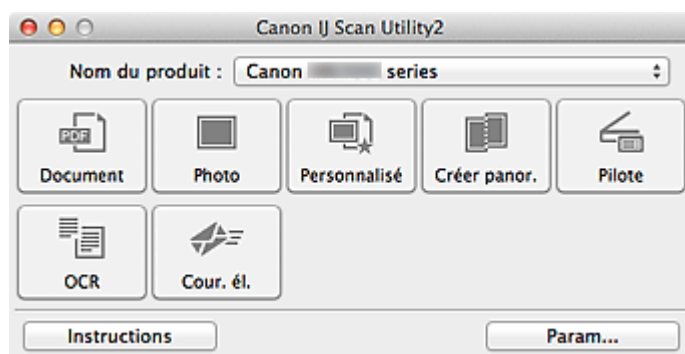 Canon IJ Scan Utility2
Nom du produit : Canon series
PDF
Document Photo Personnalisé Créer panor. Pilote
OCR Cour. él.
Instructions Param...